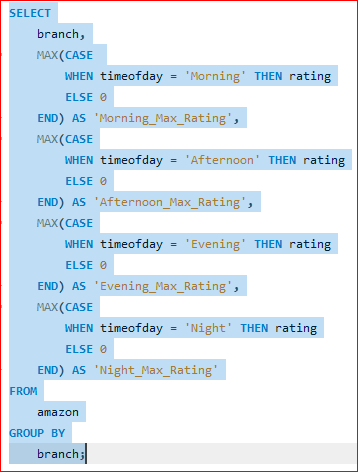 SELECT
    branch,
    MAX(CASE
        WHEN timeofday = 'Morning' THEN rating
        ELSE 0
    END) AS 'Morning_Max_Rating',
    MAX(CASE
        WHEN timeofday = 'Afternoon' THEN rating
        ELSE 0
    END) AS 'Afternoon_Max_Rating',
    MAX(CASE
        WHEN timeofday = 'Evening' THEN rating
        ELSE 0
    END) AS 'Evening_Max_Rating',
    MAX(CASE
        WHEN timeofday = 'Night' THEN rating
        ELSE 0
    END) AS 'Night_Max_Rating'
FROM
    amazon
GROUP BY
    branch;